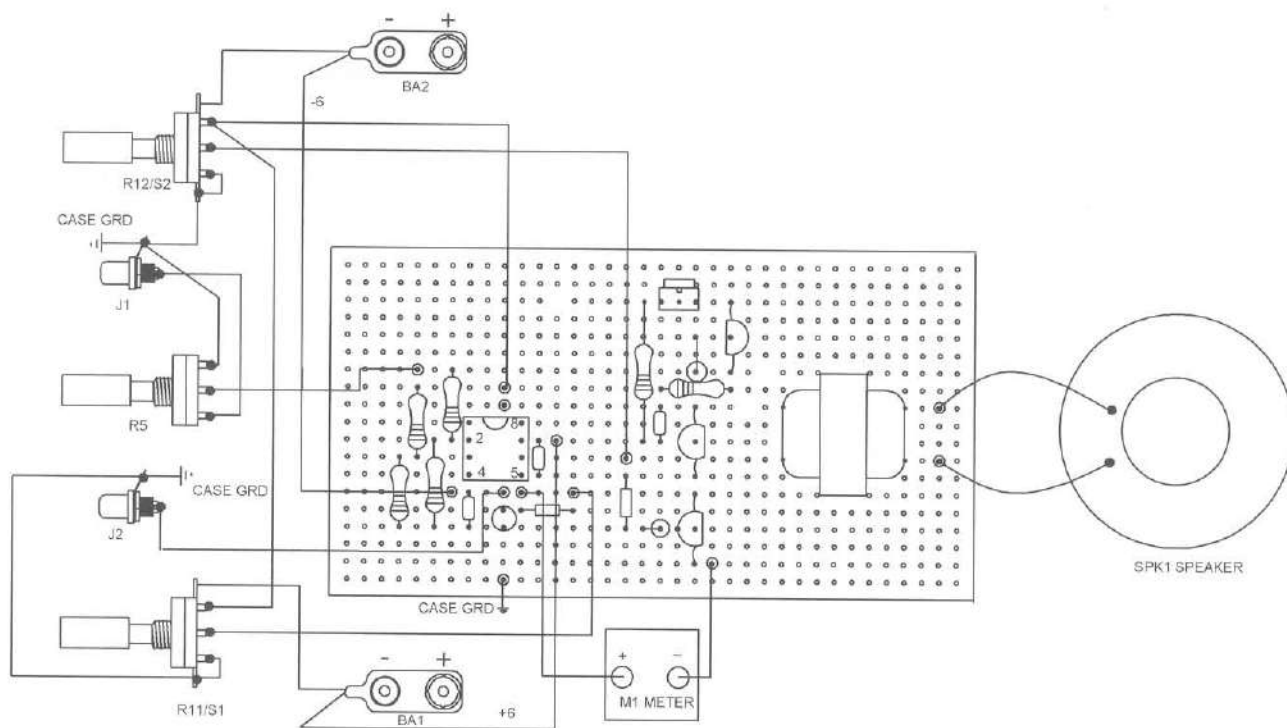 - +
BA2
-6
R12/S2
CASE GRD
J1
R5
8
2
4 5
CASE GRD
J2
SPK1 SPEAKER
CASE GRD
+ -
M1 METER
R11/S1
- +
BA1
+6